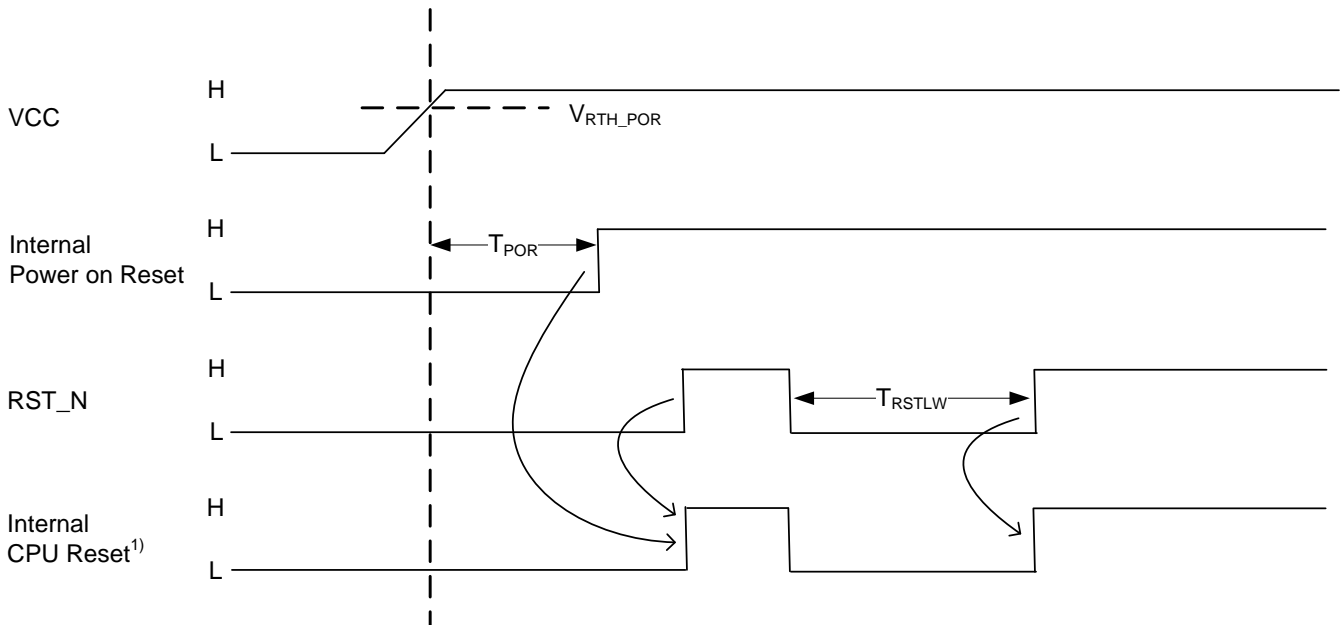 H
VCC
V_RTH_POR
L
H
Internal
Power on Reset
T_POR
L
H
RST_N
T_RSTLW
L
H
Internal
CPU Reset1)
L